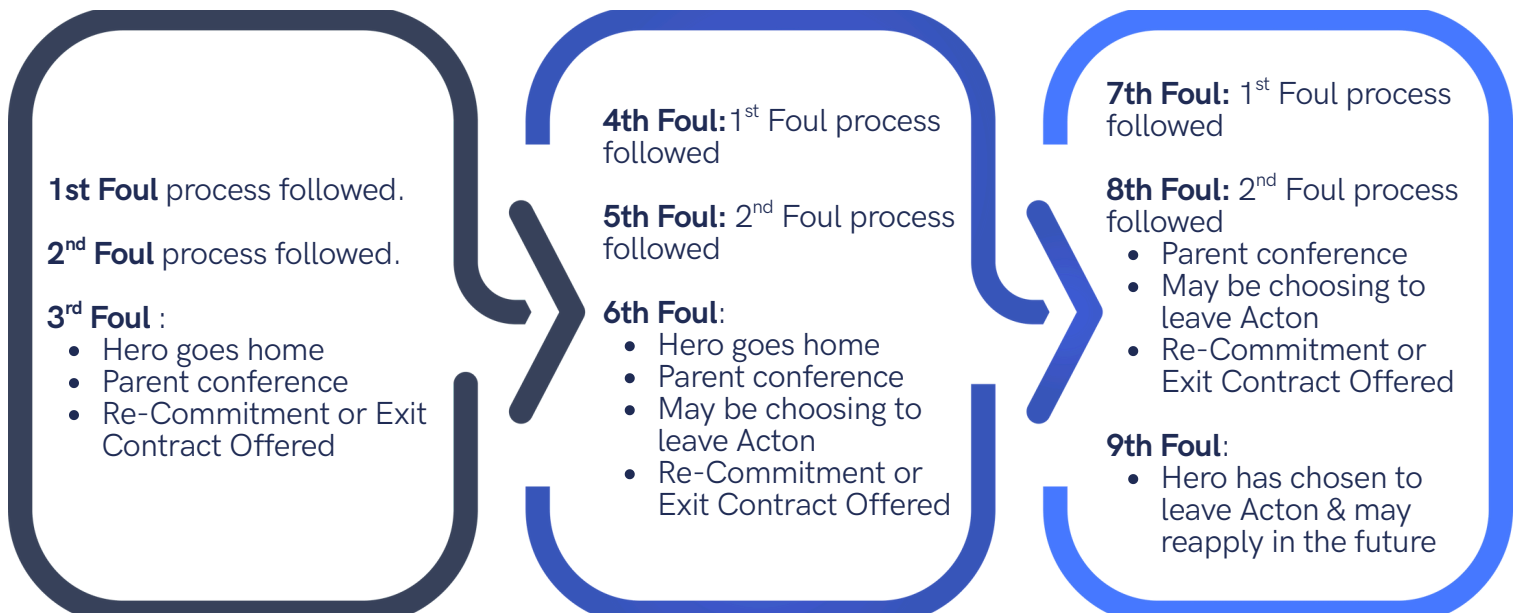 1st Foul process followed.
2nd Foul process followed.
3rd Foul :
• Hero goes home
• Parent conference
• Re-Commitment or Exit
Contract Offered
4th Foul: 1st Foul process
followed
5th Foul: 2nd Foul process
followed
6th Foul:
• Hero goes home
• Parent conference
• May be choosing to
leave Acton
• Re-Commitment or
Exit Contract Offered
7th Foul: 1st Foul process
followed
8th Foul: 2nd Foul process
followed
• Parent conference
• May be choosing to
leave Acton
• Re-Commitment or
Exit Contract Offered
9th Foul:
• Hero has chosen to
leave Acton & may
reapply in the future